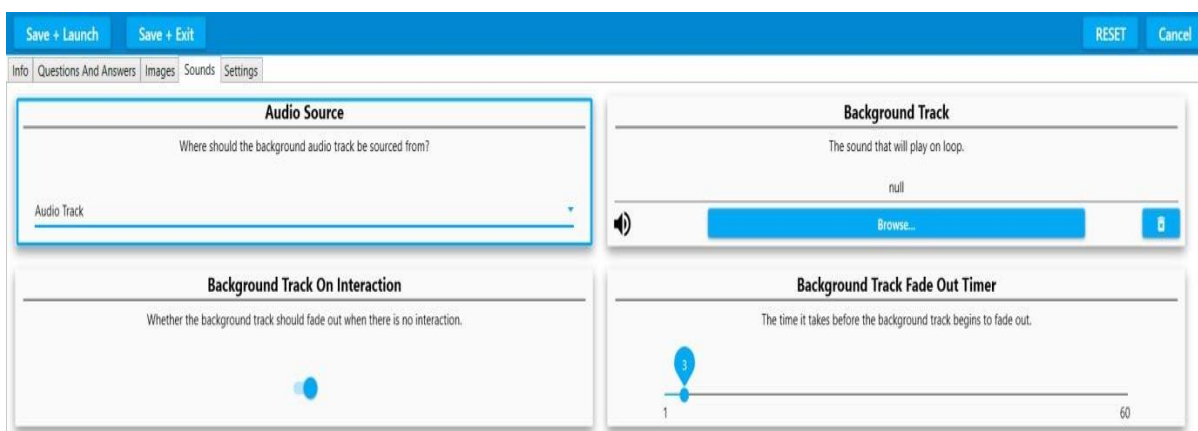 Save + Launch Save + Exit RESET Cancel
Info Questions And Answers Images Sounds Settings
Audio Source
Where should the background audio track be sourced from?
Audio Track
Background Track
The sound that will play on loop.
null
Browse...
Background Track On Interaction
Whether the background track should fade out when there is no interaction.
Background Track Fade Out Timer
The time it takes before the background track begins to fade out.
3
1 60